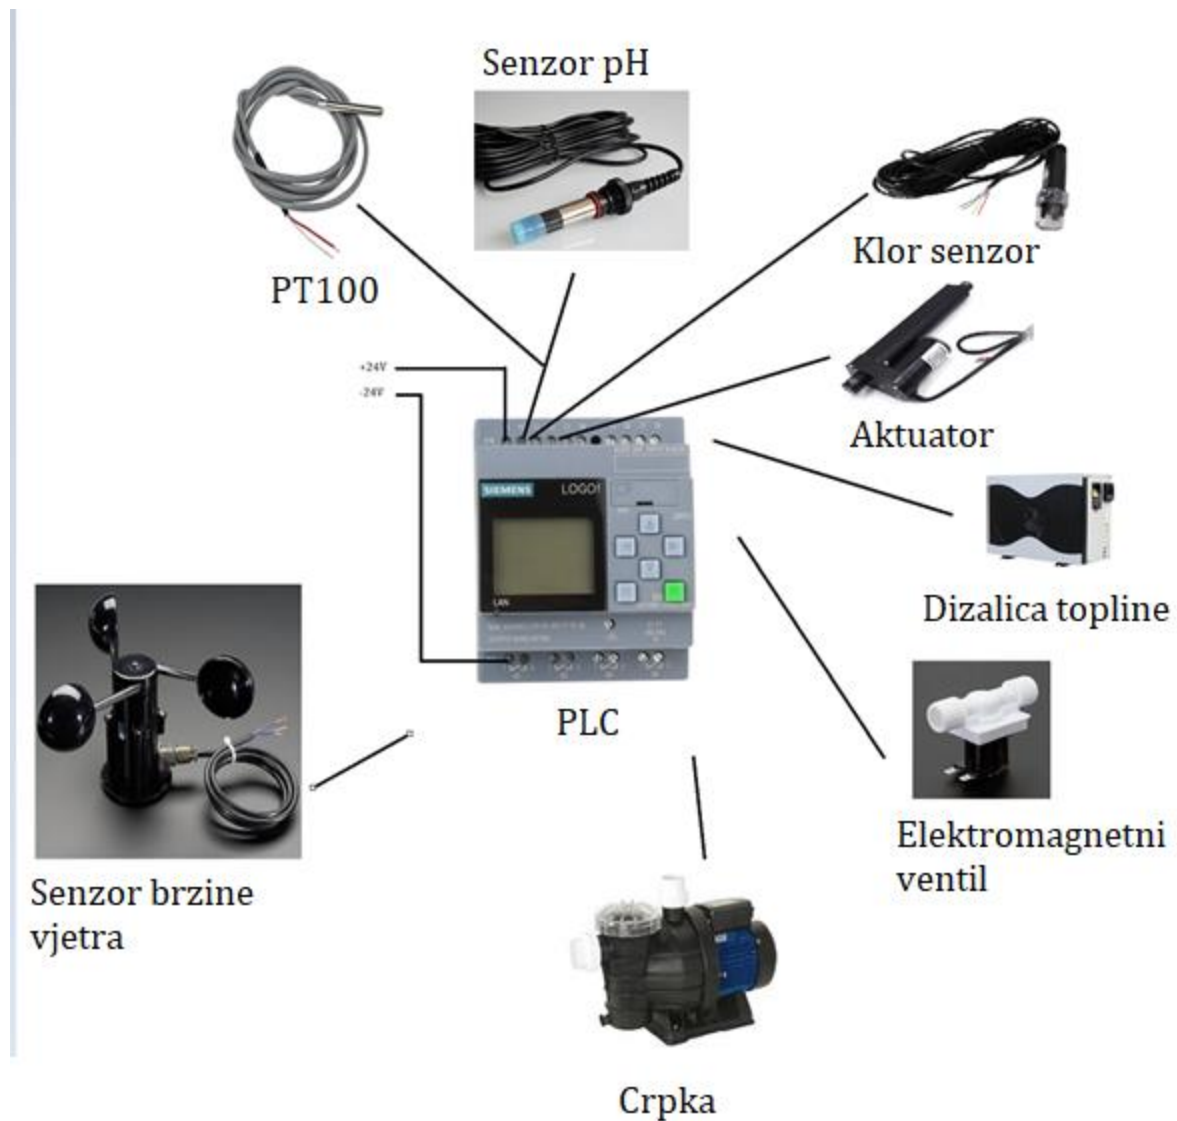 Senzor pH
PT100
Klor senzor
+24V
-24V
Aktuator
SIEMENS
LOGO!
LAN
Dizalica topline
PLC
Elektromagnetni
ventil
Senzor brzine
vjetra
Crpka